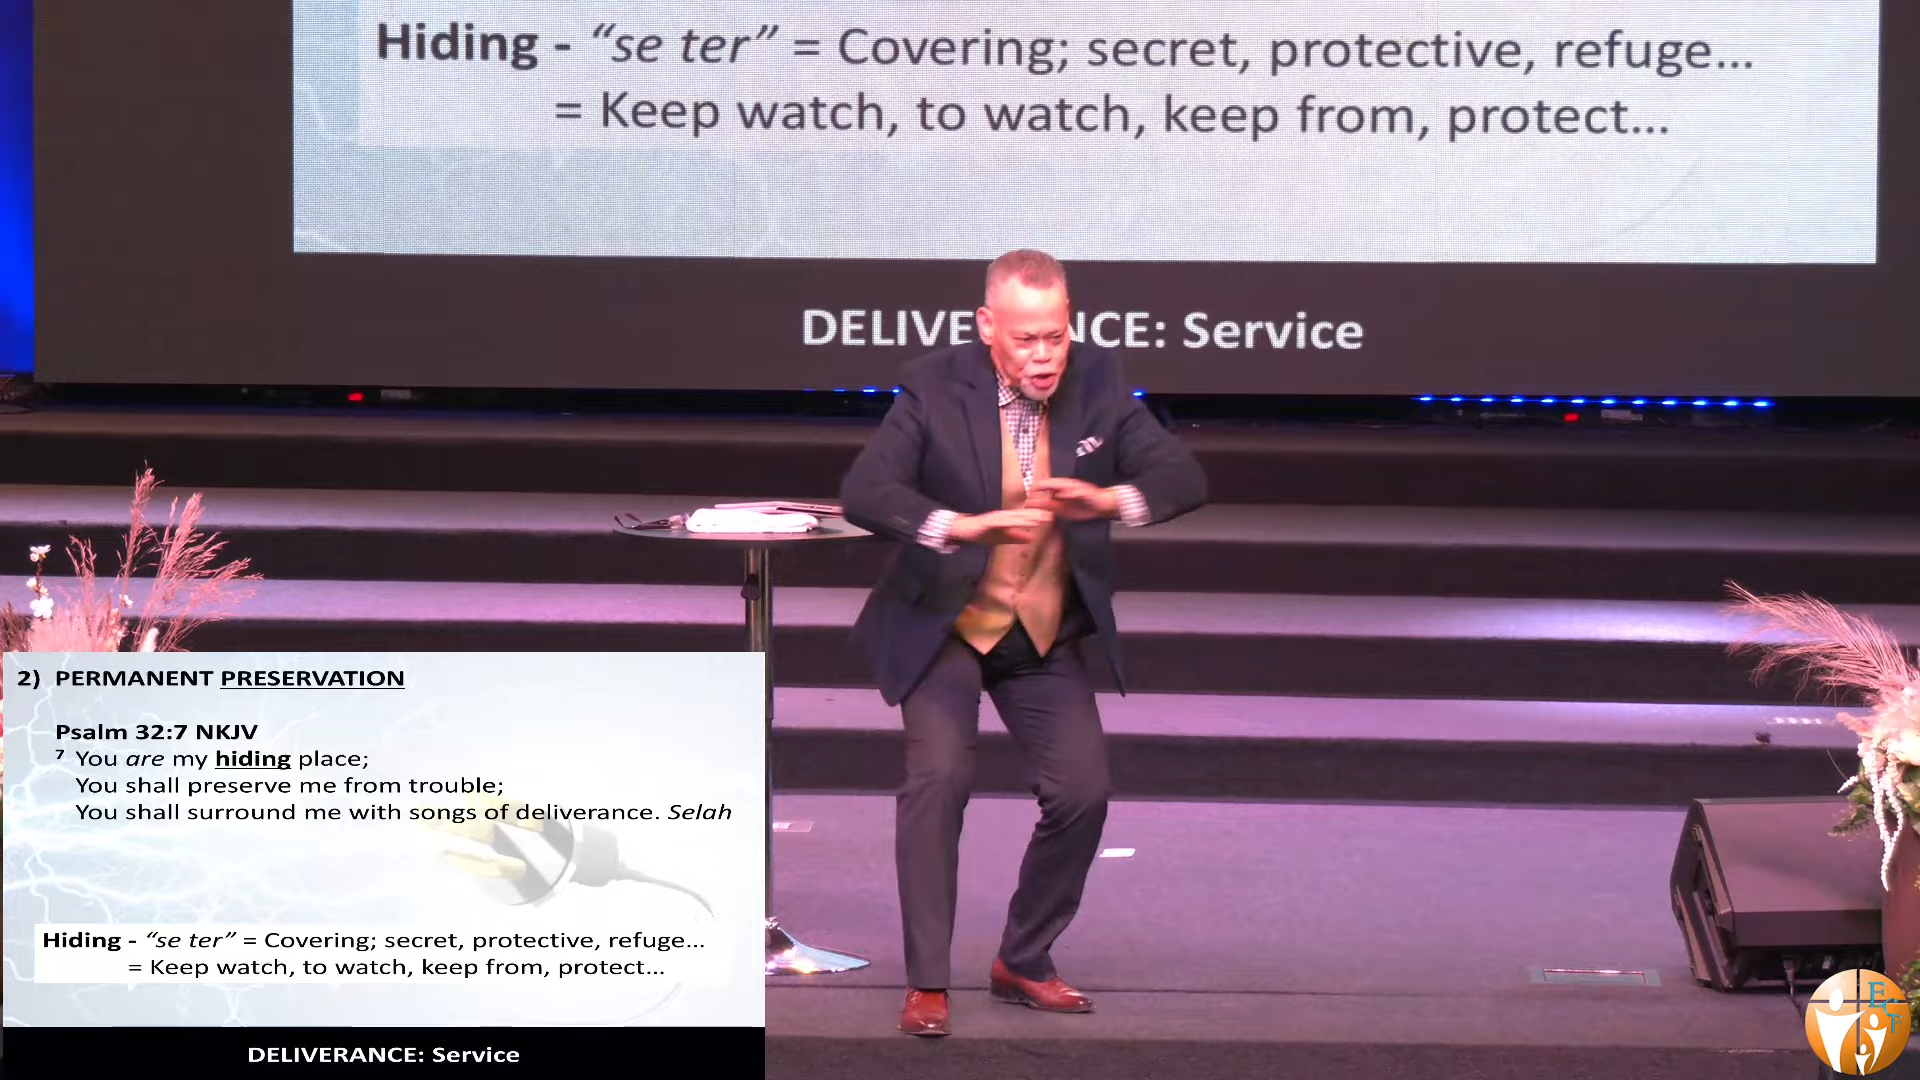 Hiding - “se ter” = Covering; secret, protective, refuge...
= Keep watch, to watch, keep from, protect...
DELIVE NCE: Service
2) PERMANENT PRESERVATION
Psalm 32:7 NKJV
⁷ You are my hiding place;
You shall preserve me from trouble;
You shall surround me with songs of deliverance. Selah
Hiding - “se ter” = Covering; secret, protective, refuge...
= Keep watch, to watch, keep from, protect...
DELIVERANCE: Service
E
T